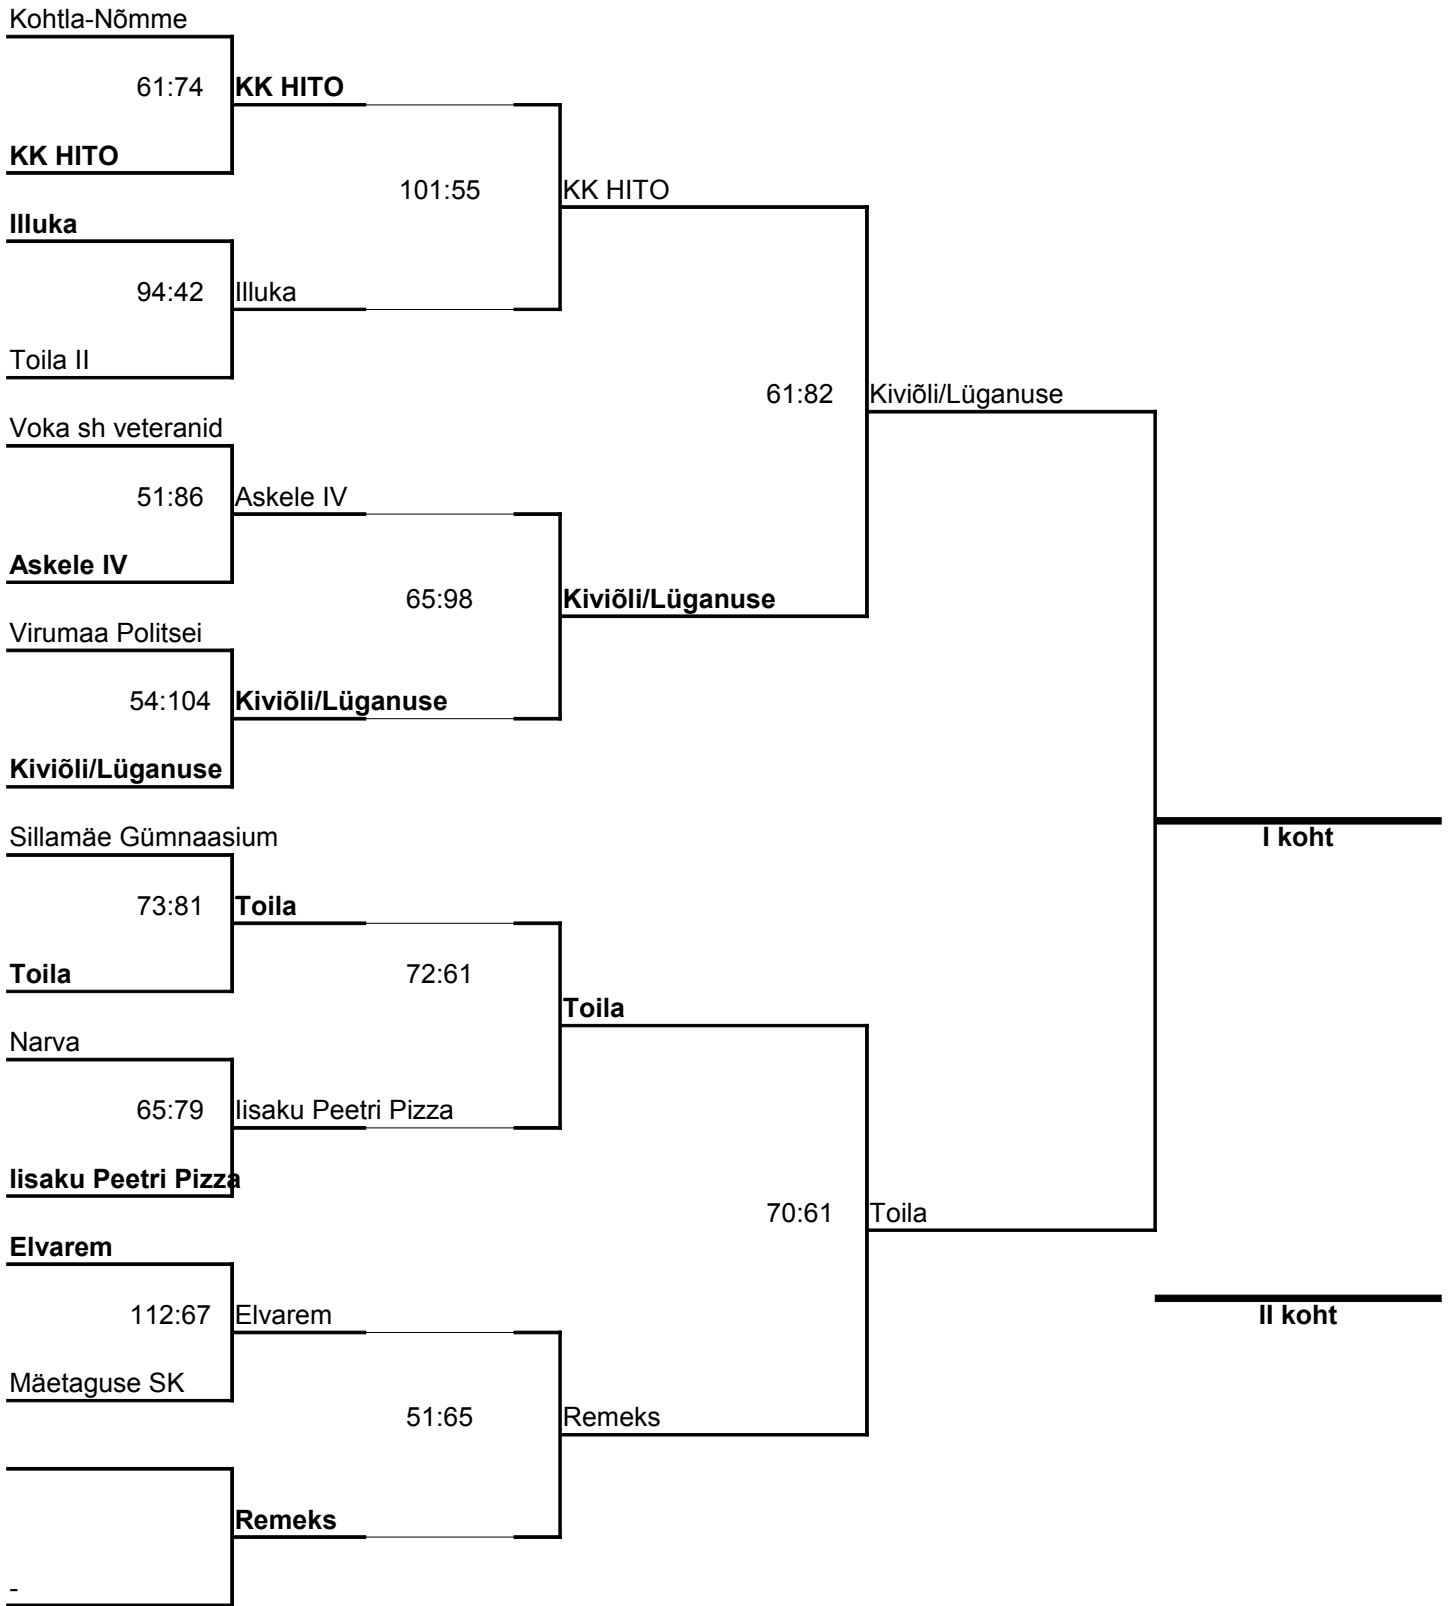 Kohtla-Nõmme
61:74
KK HITO
KK HITO
101:55
KK HITO
Illuka
94:42
Illuka
Toila II
61:82
Kiviõli/Lüganuse
Voka sh veteranid
51:86
Askele IV
Askele IV
65:98
Kiviõli/Lüganuse
Virumaa Politsei
54:104
Kiviõli/Lüganuse
Kiviõli/Lüganuse
Sillamäe Gümnaasium
I koht
73:81
Toila
Toila
72:61
Toila
Narva
65:79
Iisaku Peetri Pizza
Iisaku Peetri Pizza
70:61
Toila
Elvarem
112:67
Elvarem
II koht
Mäetaguse SK
51:65
Remeks
Remeks
-